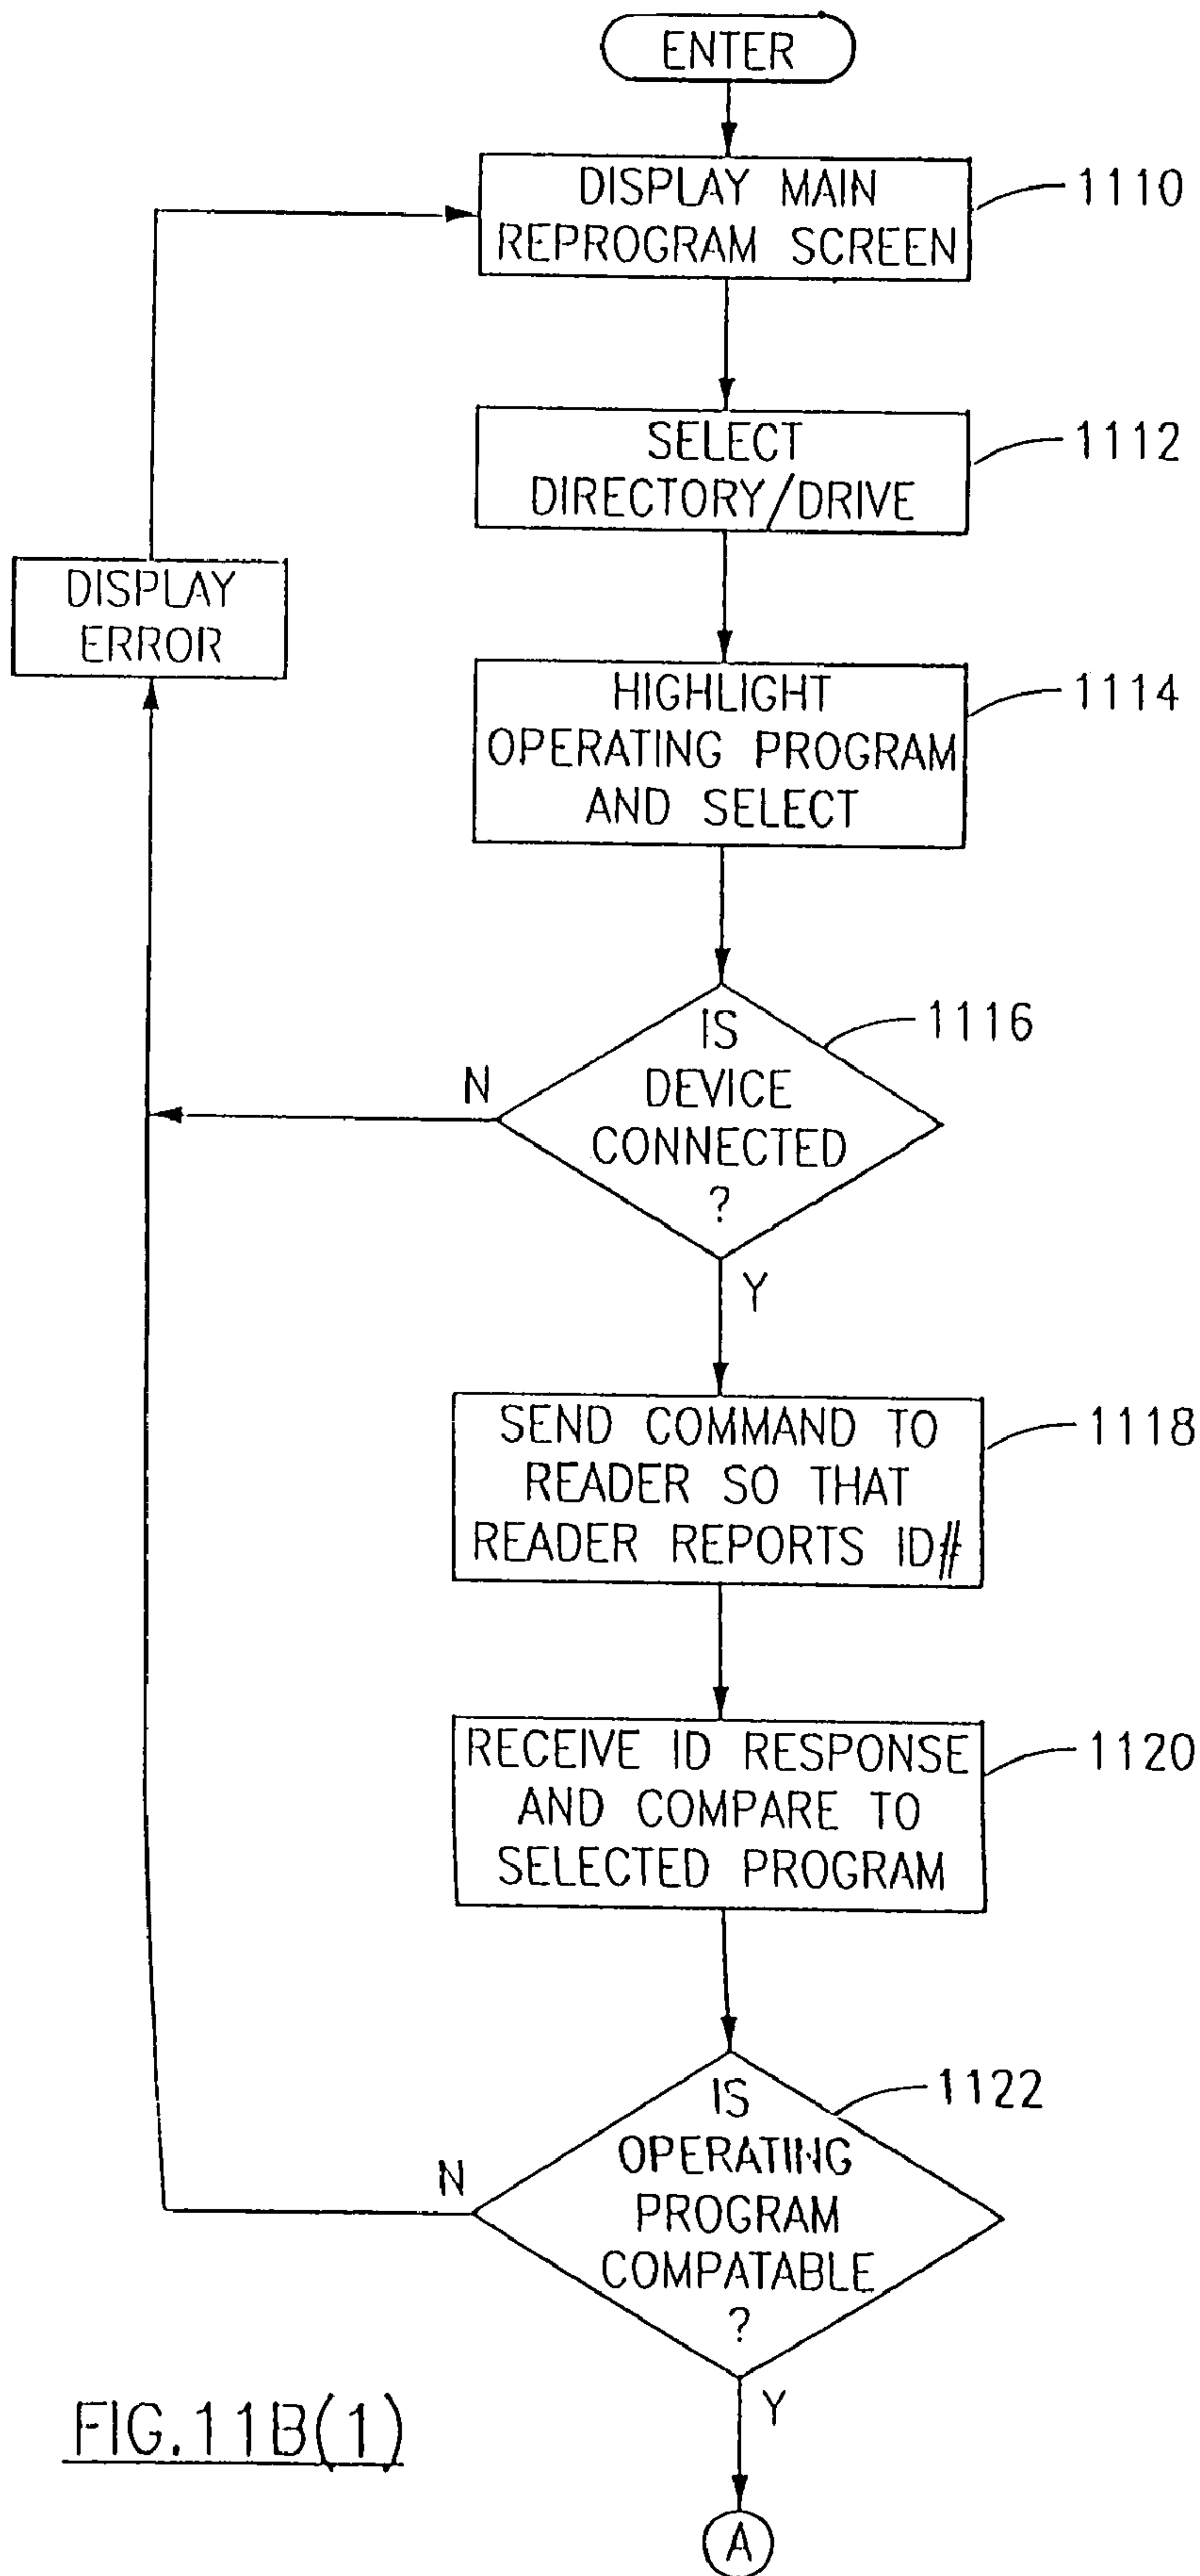 ENTER
DISPLAY MAIN
REPROGRAM SCREEN
1110
SELECT
DIRECTORY/DRIVE
1112
DISPLAY
ERROR
HIGHLIGHT
OPERATING PROGRAM
AND SELECT
1114
IS
DEVICE
CONNECTED
?
1116
N
Y
SEND COMMAND TO
READER SO THAT
READER REPORTS ID#
1118
RECEIVE ID RESPONSE
AND COMPARE TO
SELECTED PROGRAM
1120
IS
OPERATING
PROGRAM
COMPATABLE
?
1122
N
Y
A
FIG.11B(1)